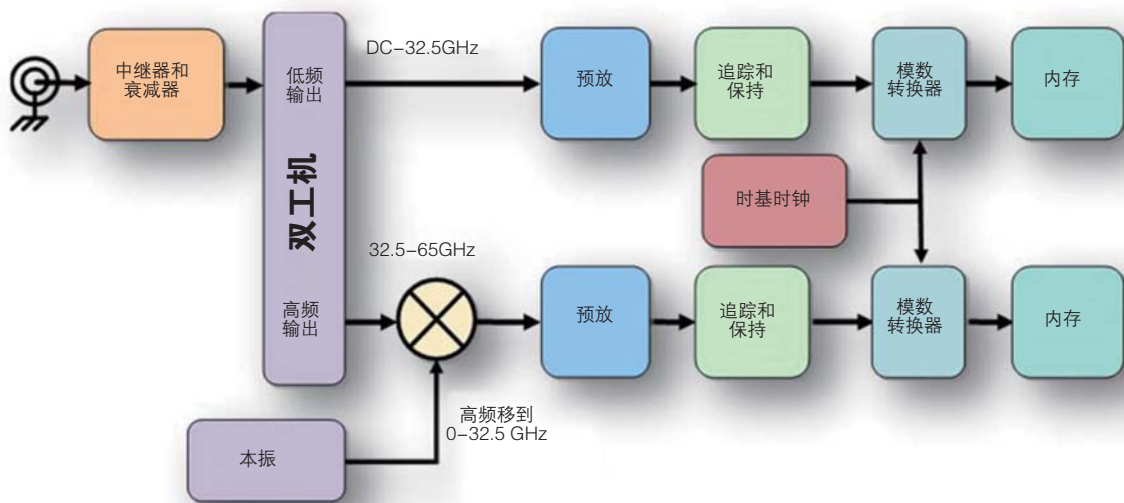 中继器和
衰减器
低频
输出
双工机
高频
输出
DC-32.5GHz
预放
追踪和
保持
模数
转换器
内存
时基时钟
32.5-65GHz
预放
追踪和
保持
模数
转换器
内存
高频移到
0-32.5 GHz
本振